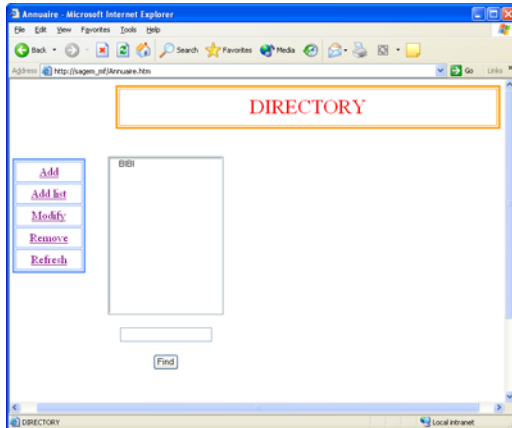 Annuaire - Microsoft Internet Explorer
File Edit View Favorites Tools Help
Back Search Favorites Media
Address http://sagem_mf/Annuaire.htm Go Links »
DIRECTORY
Add
Add list
Modify
Remove
Refresh
BIBI
Find
DIRECTORY Local intranet